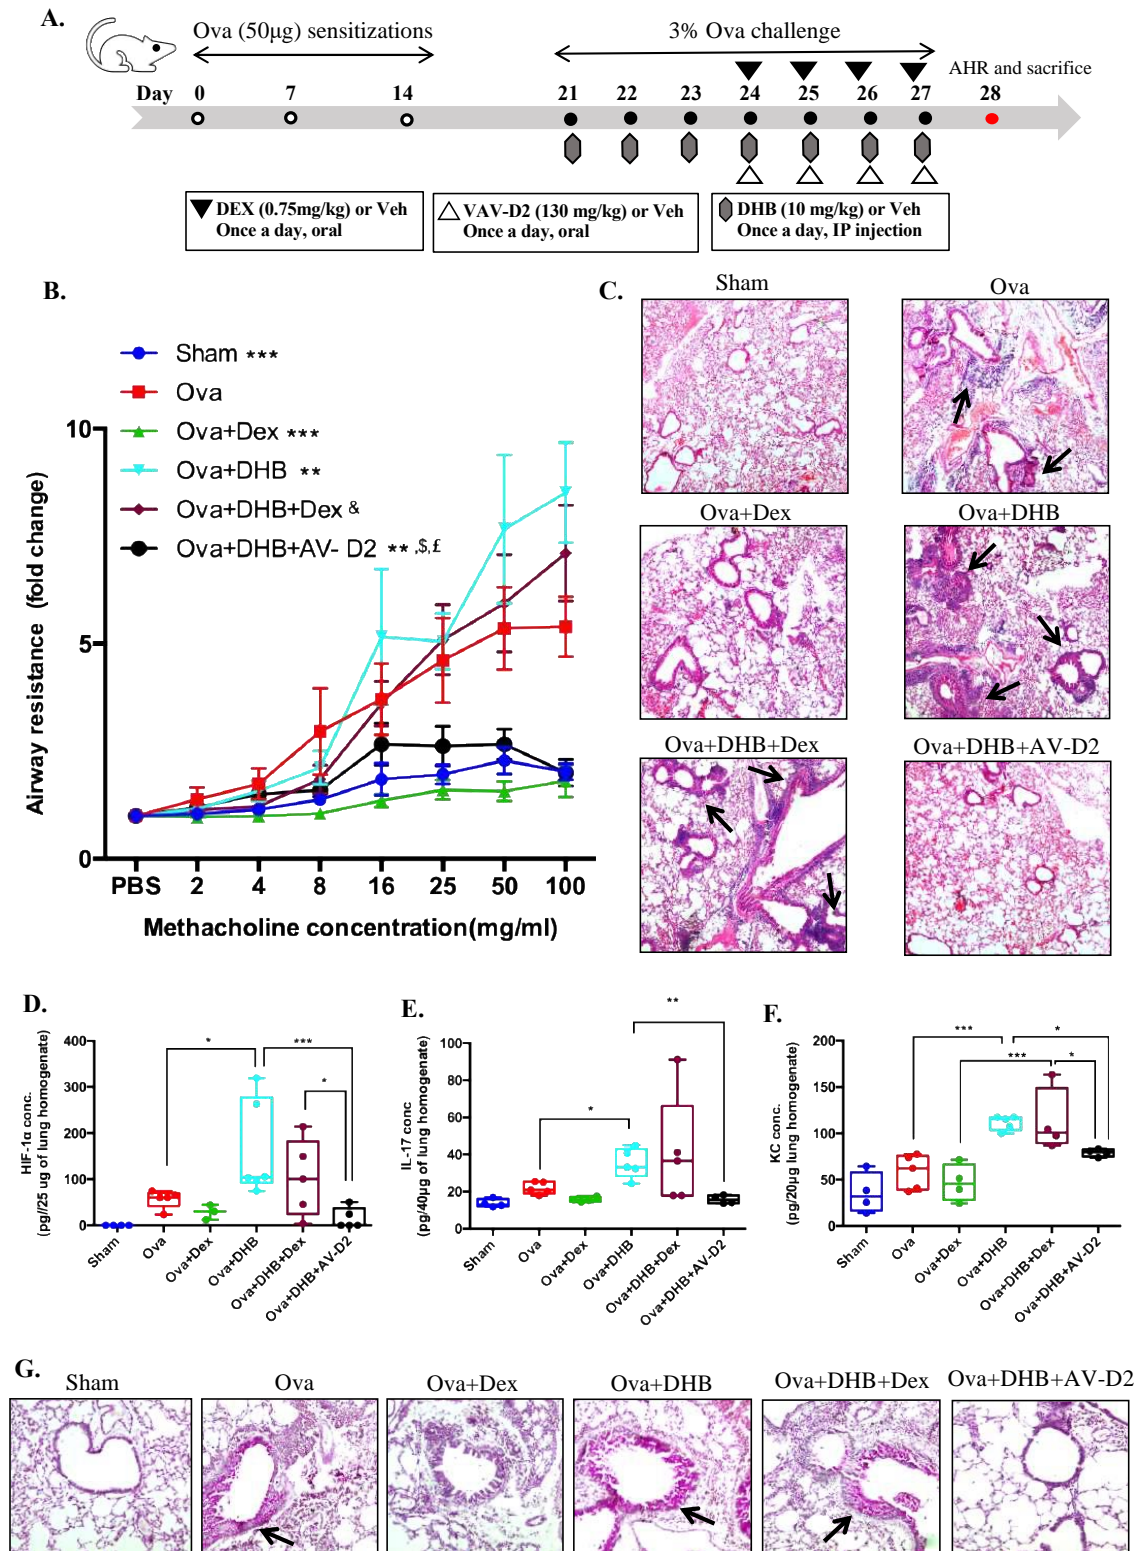 A.
Ova (50μg) sensitizations
3% Ova challenge
AHR and sacrifice
Day 0 7 14 21 22 23 24 25 26 27 28
DEX (0.75mg/kg) or Veh
Once a day, oral
VAV-D2 (130 mg/kg) or Veh
Once a day, oral
DHB (10 mg/kg) or Veh
Once a day, IP injection
B.
Sham ***
Ova
Ova+Dex ***
Ova+DHB **
Ova+DHB+Dex &
Ova+DHB+AV- D2 **,$,£
Airway resistance (fold change)
10
5
0
PBS 2 4 8 16 25 50 100
Methacholine concentration(mg/ml)
C.
Sham
Ova
Ova+Dex
Ova+DHB
Ova+DHB+Dex
Ova+DHB+AV-D2
D.
HIF-1α conc.
(pg//25 ug of lung homogenate)
400
300
200
100
0
*
***
*
Sham
Ova
Ova+Dex
Ova+DHB
Ova+DHB+Dex
Ova+DHB+AV-D2
E.
IL-17 conc
(pg/40μg of lung homogenate)
100
80
60
40
20
0
**
*
Sham
Ova
Ova+Dex
Ova+DHB
Ova+DHB+Dex
Ova+DHB+AV-D2
F.
KC conc.
(pg/20μg lung homogenate)
200
150
100
50
0
***
*
***
*
Sham
Ova
Ova+Dex
Ova+DHB
Ova+DHB+Dex
Ova+DHB+AV-D2
G.
Sham
Ova
Ova+Dex
Ova+DHB
Ova+DHB+Dex
Ova+DHB+AV-D2